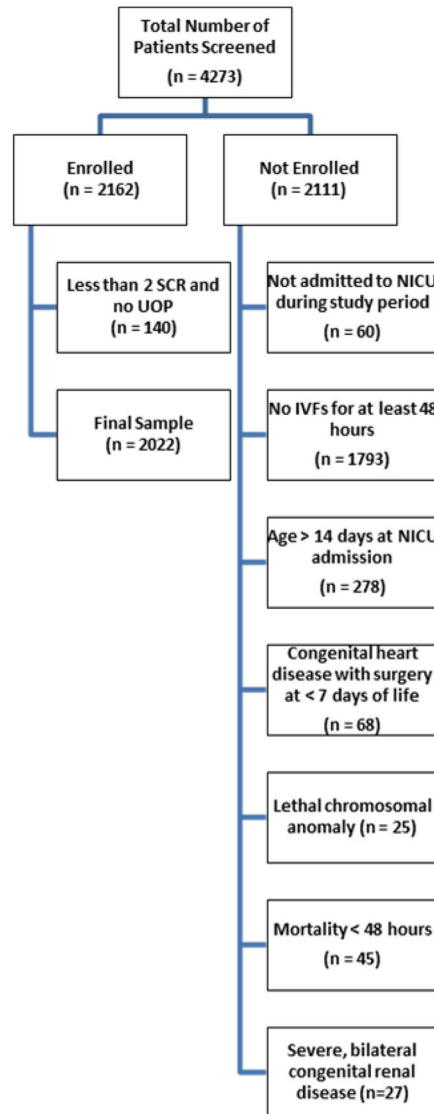 Total Number of
Patients Screened
(n = 4273)
Enrolled
(n = 2162)
Not Enrolled
(n = 2111)
Less than 2 SCR and
no UOP
(n = 140)
Final Sample
(n = 2022)
Not admitted to NICU
during study period
(n = 60)
No IVFs for at least 48
hours
(n = 1793)
Age > 14 days at NICU
admission
(n = 278)
Congenital heart
disease with surgery
at < 7 days of life
(n = 68)
Lethal chromosomal
anomaly (n = 25)
Mortality < 48 hours
(n = 45)
Severe, bilateral
congenital renal
disease (n=27)